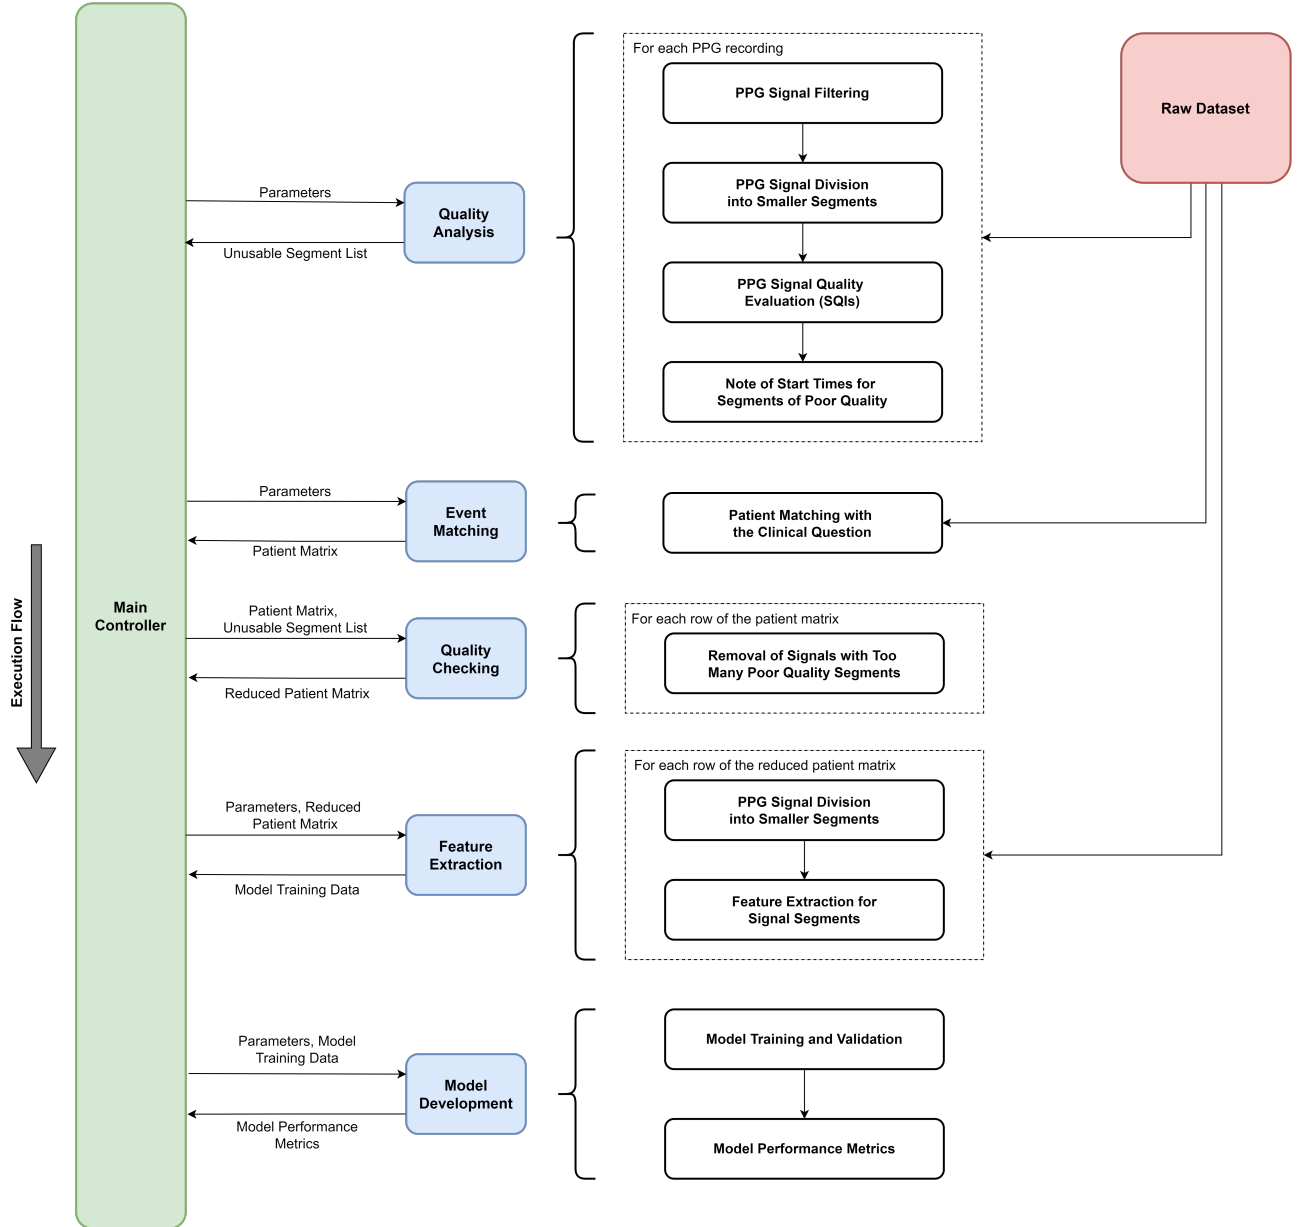 For each PPG recording
PPG Signal Filtering
Raw Dataset
PPG Signal Division
into Smaller Segments
Parameters
Quality
Analysis
Unusable Segment List
PPG Signal Quality
Evaluation (SQIs)
Note of Start Times for
Segments of Poor Quality
Parameters
Event
Matching
Patient Matrix
Patient Matching with
the Clinical Question
Main
Controller
Execution Flow
Patient Matrix,
Unusable Segment List
Quality
Checking
Reduced Patient Matrix
For each row of the patient matrix
Removal of Signals with Too
Many Poor Quality Segments
For each row of the reduced patient matrix
PPG Signal Division
into Smaller Segments
Parameters, Reduced
Patient Matrix
Feature
Extraction
Model Training Data
Feature Extraction for
Signal Segments
Parameters, Model
Training Data
Model
Development
Model Performance
Metrics
Model Training and Validation
Model Performance Metrics